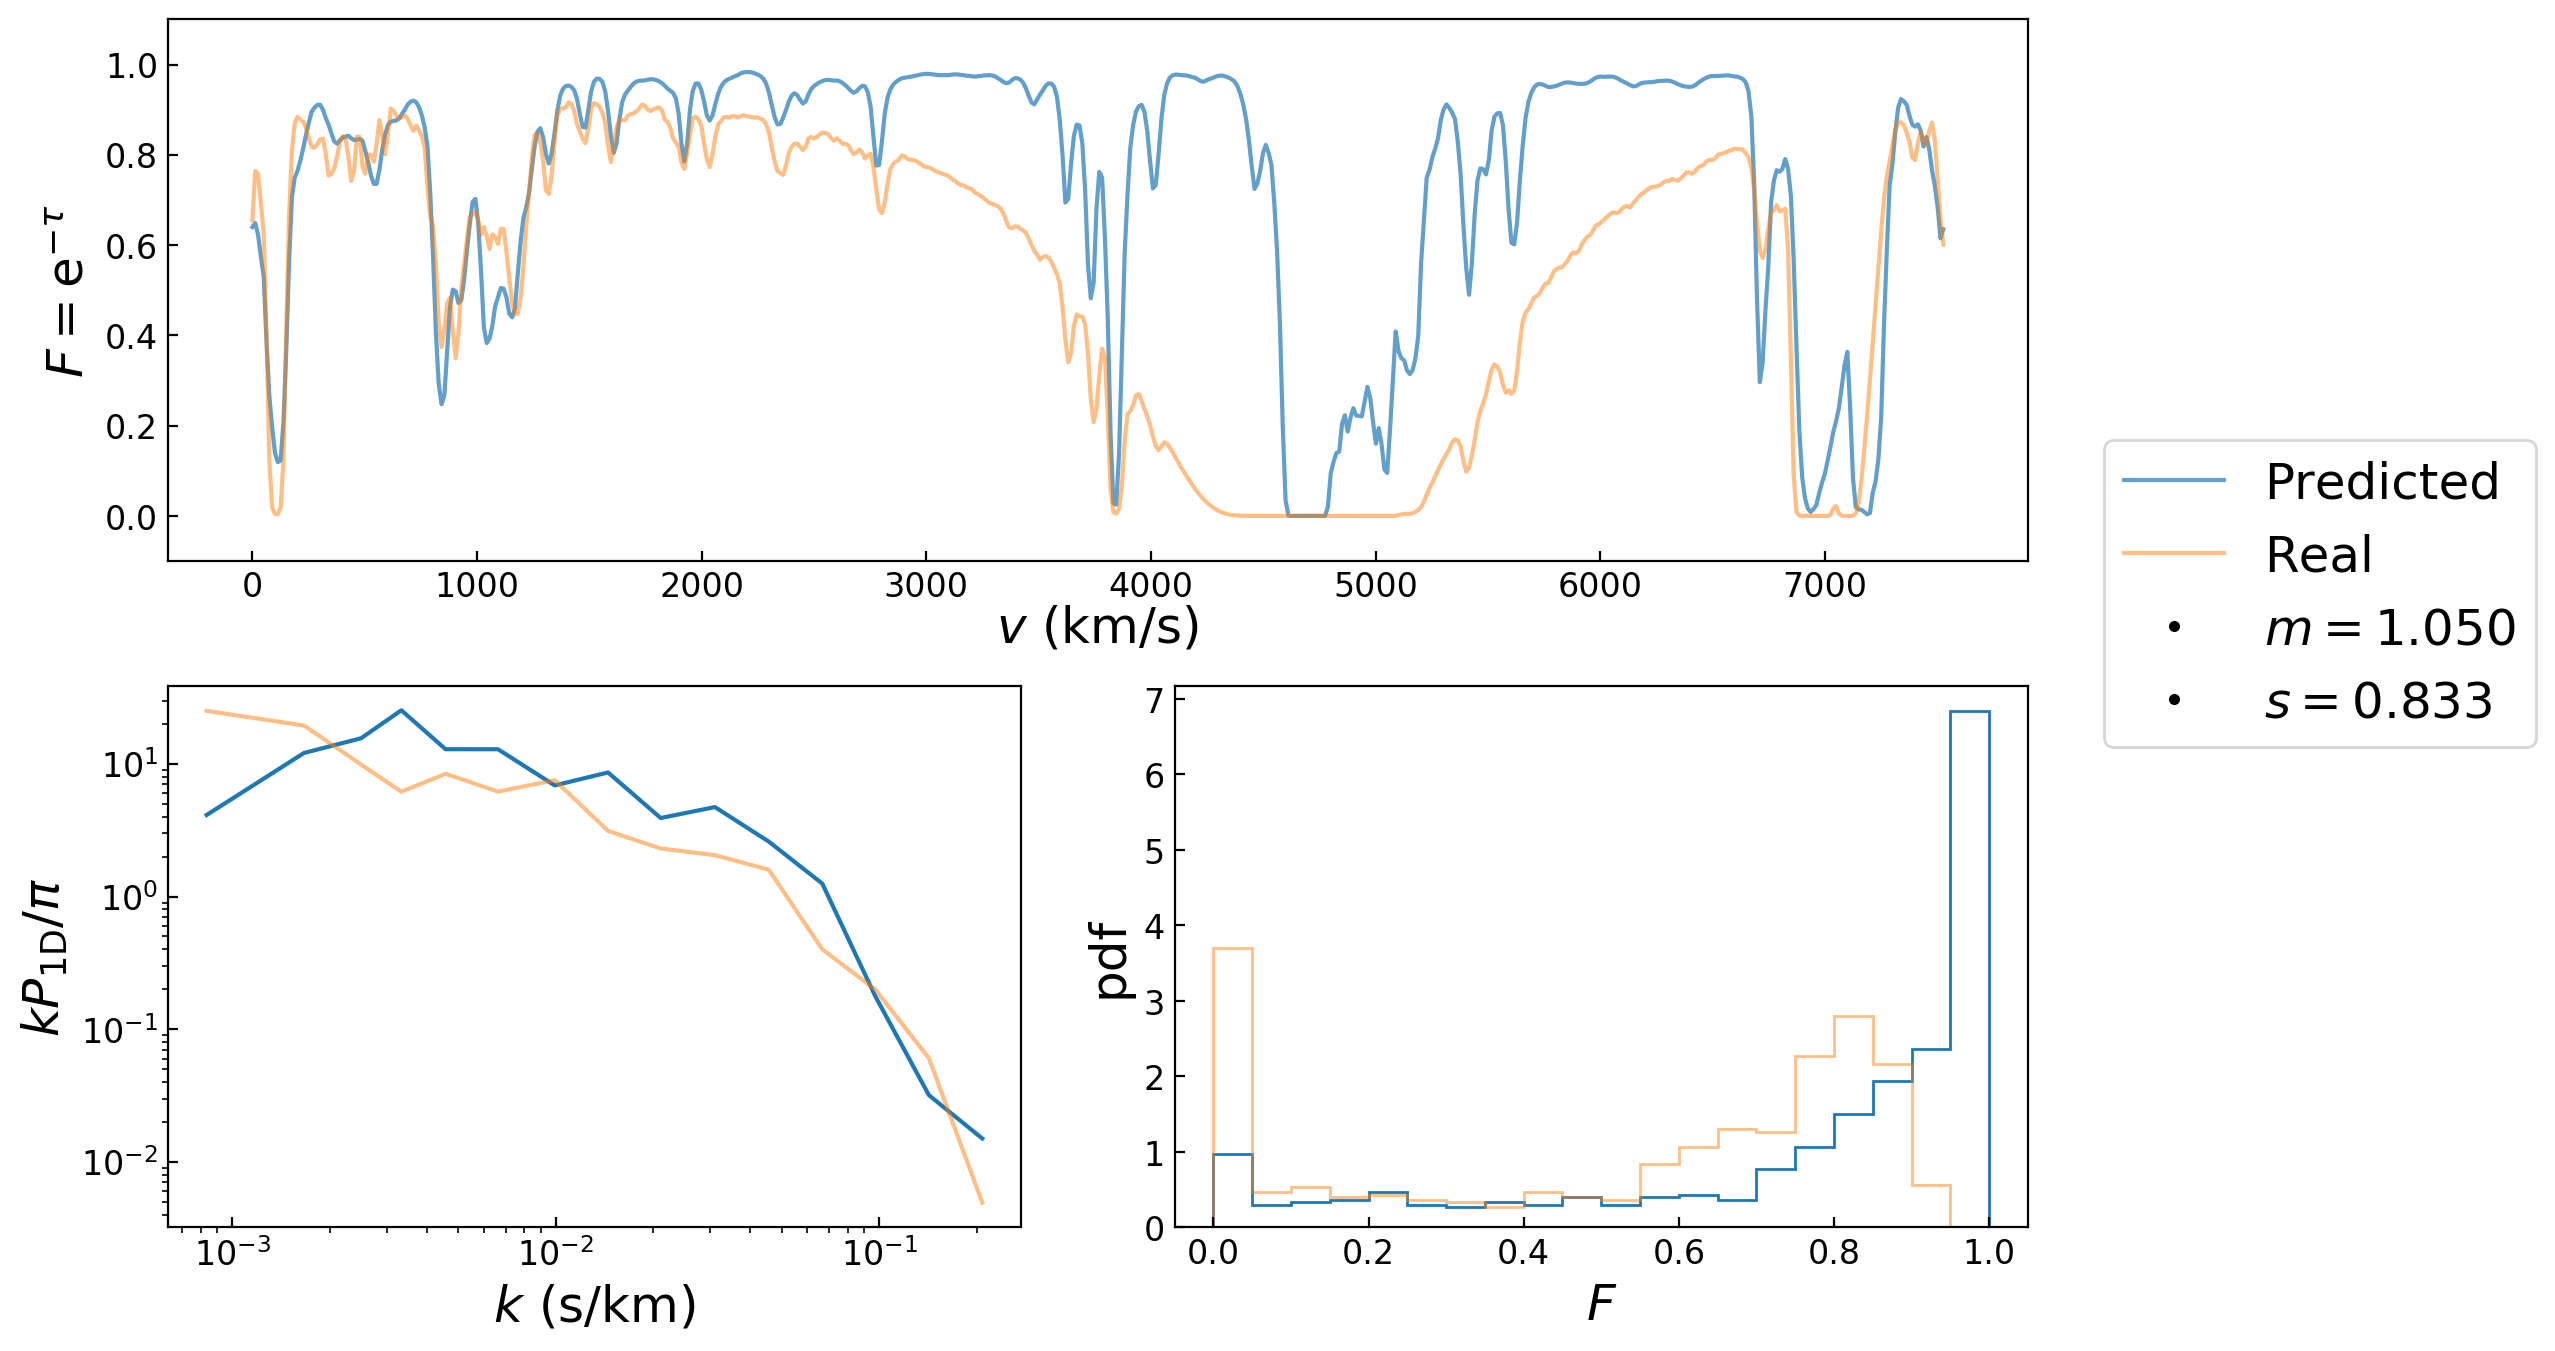 1.0
0.8
0.6
0.4
0.2
0.0
F = e^{−τ}
0 1000 2000 3000 4000 5000 6000 7000
v (km/s)
Predicted
Real
m = 1.050
s = 0.833
10^1
10^0
10^{−1}
10^{−2}
kP_{1D}/π
10^{−3} 10^{−2} 10^{−1}
k (s/km)
7
6
5
4
3
2
1
0
pdf
0.0 0.2 0.4 0.6 0.8 1.0
F